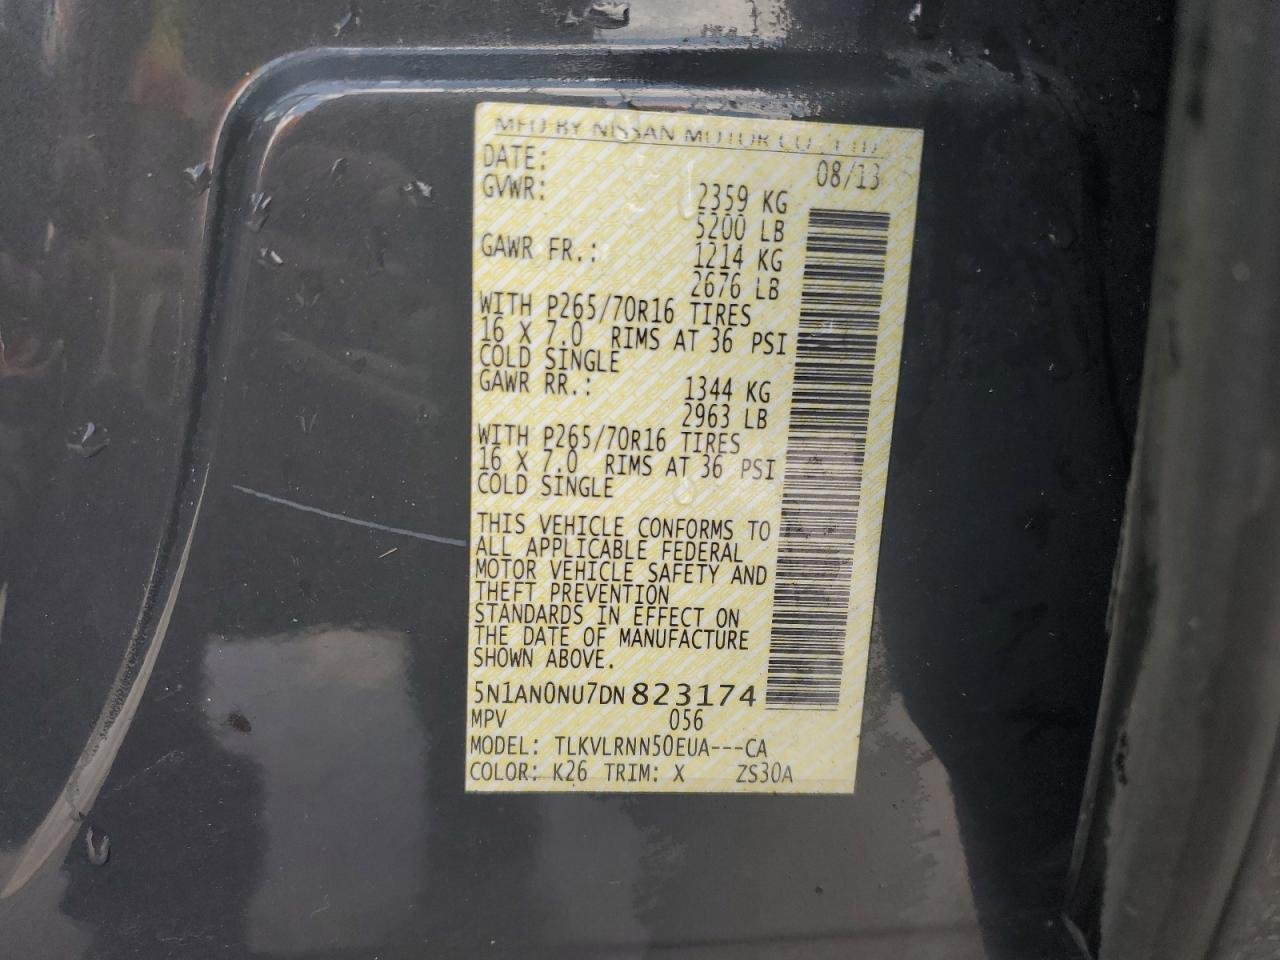 MFD BY NISSAN MOTOR CO., LTD.
DATE: 08/13
GVWR: 2359 KG
5200 LB
GAWR FR.: 1214 KG
2676 LB
WITH P265/70R16 TIRES
16 X 7.0 RIMS AT 36 PSI
COLD SINGLE
GAWR RR.: 1344 KG
2963 LB
WITH P265/70R16 TIRES
16 X 7.0 RIMS AT 36 PSI
COLD SINGLE
THIS VEHICLE CONFORMS TO
ALL APPLICABLE FEDERAL
MOTOR VEHICLE SAFETY AND
THEFT PREVENTION
STANDARDS IN EFFECT ON
THE DATE OF MANUFACTURE
SHOWN ABOVE.
5N1AN0NU7DN823174
MPV 056
MODEL: TLKVLRNN50EUA---CA
COLOR: K26 TRIM: X ZS30A